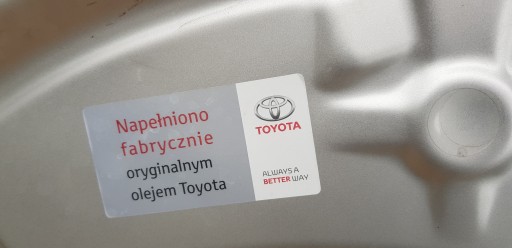 Napełniono
fabrycznie
oryginalnym
olejem Toyota
TOYOTA
ALWAYS A
BETTER WAY